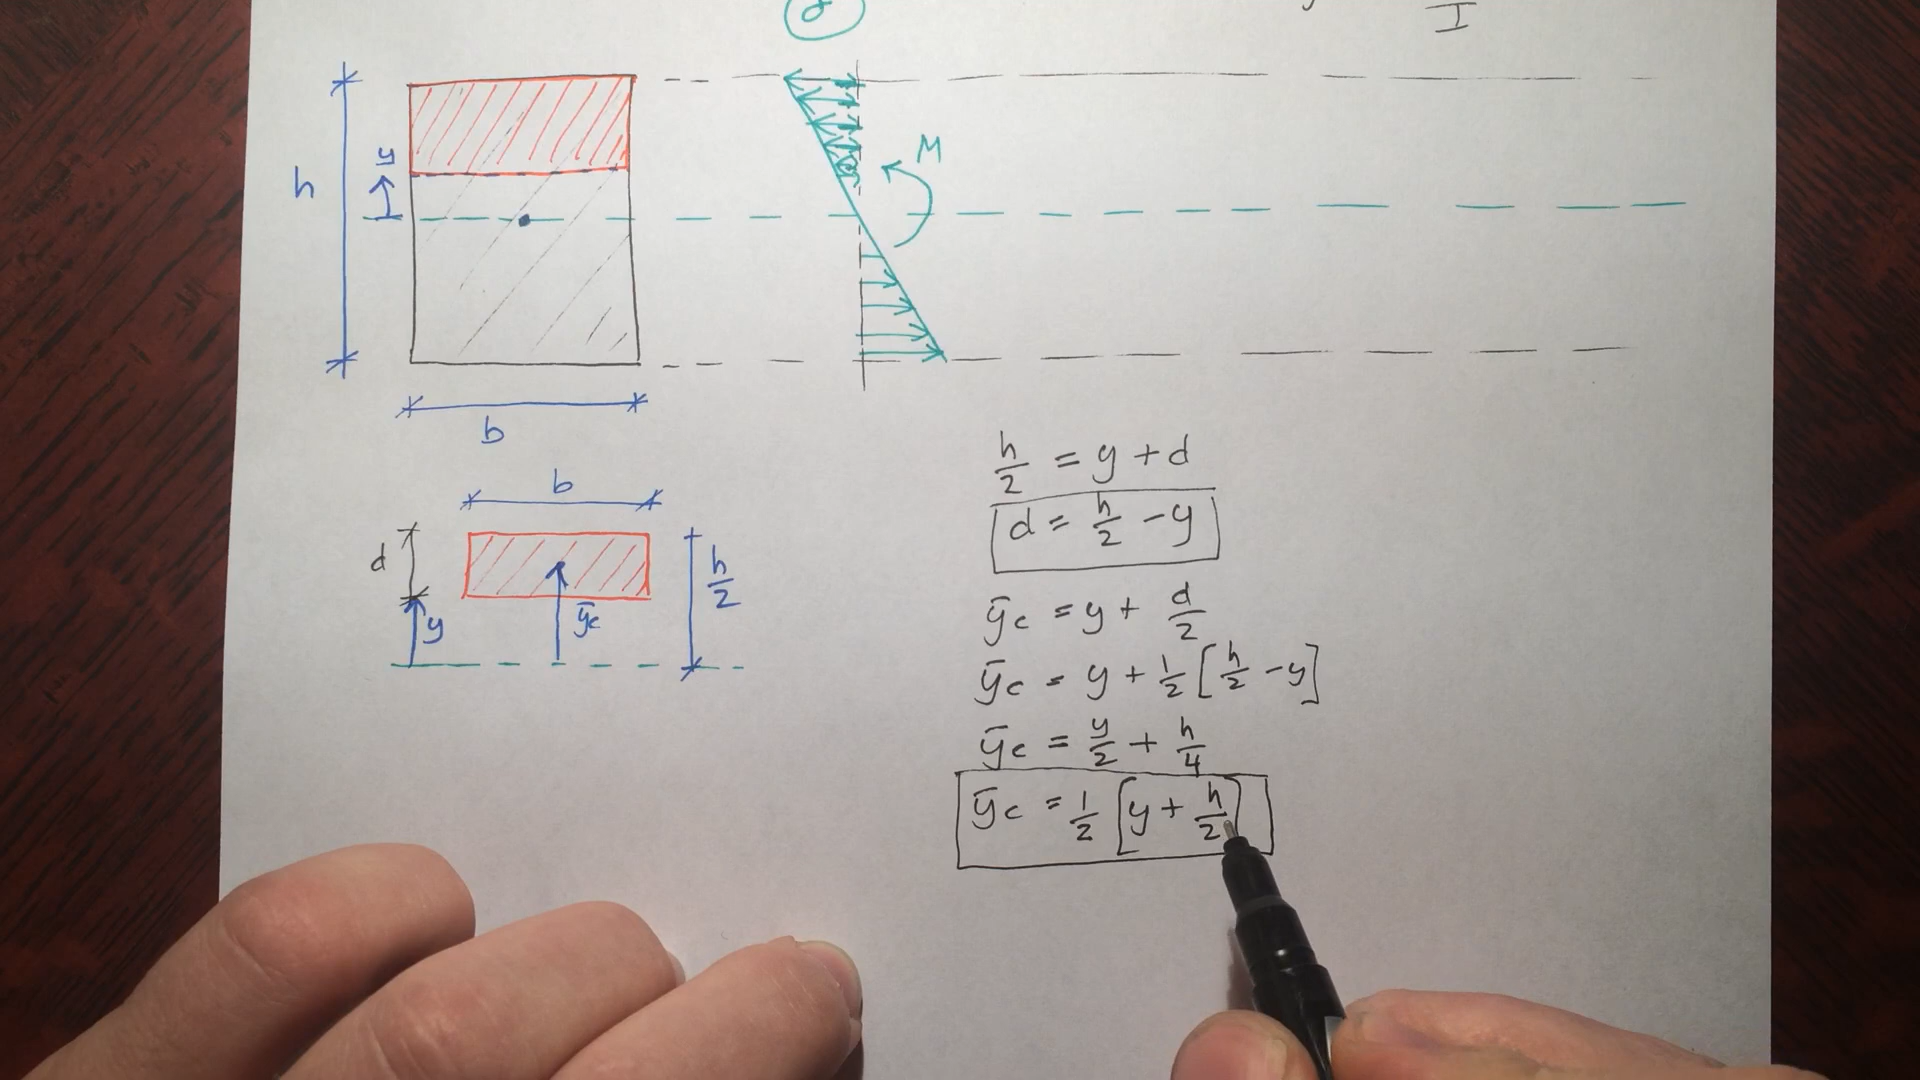 I
h
y
M
b
b
d
y
ȳc
h/2
h/2 = y + d
d = h/2 - y
ȳc = y + d/2
ȳc = y + 1/2 [h/2 - y]
ȳc = y/2 + h/4
ȳc = 1/2 [y + h/2]